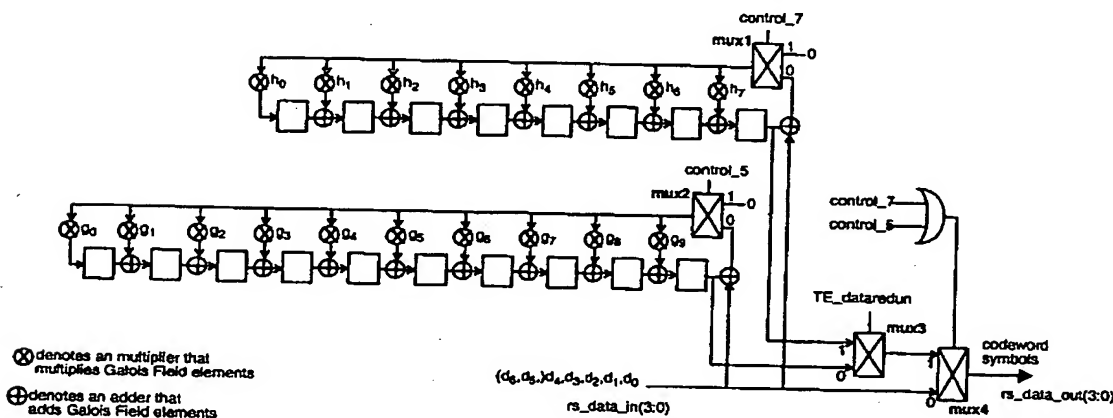 control_7
mux1
1
0
0
h0 h1 h2 h3 h4 h5 h6 h7
control_5
mux2
1
0
0
control_7
control_5
g0 g1 g2 g3 g4 g5 g6 g7 g8 g9
TE_dataredun
mux3
1
0
⊗ denotes an multiplier that
multiplies Galois Field elements
⊕ denotes an adder that
adds Galois Field elements
{d6, d5,}d4,d3,d2,d1,d0
rs_data_in(3:0)
1
0
mux4
codeword
symbols
rs_data_out(3:0)